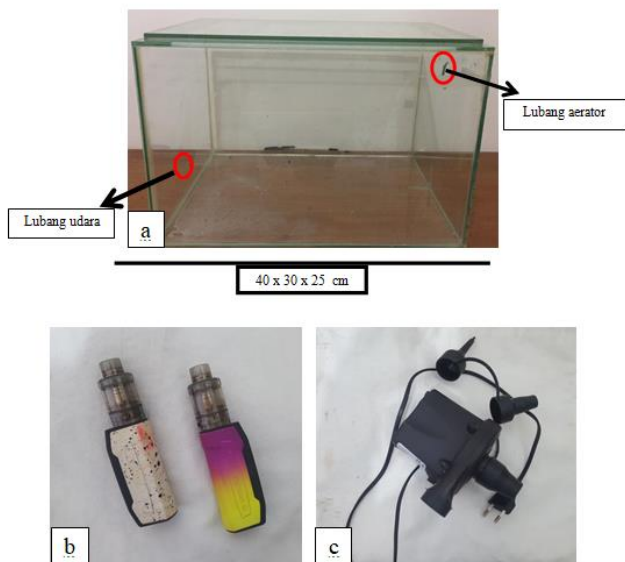 Lubang aerator
Lubang udara
a
40 x 30 x 25 cm
b
c